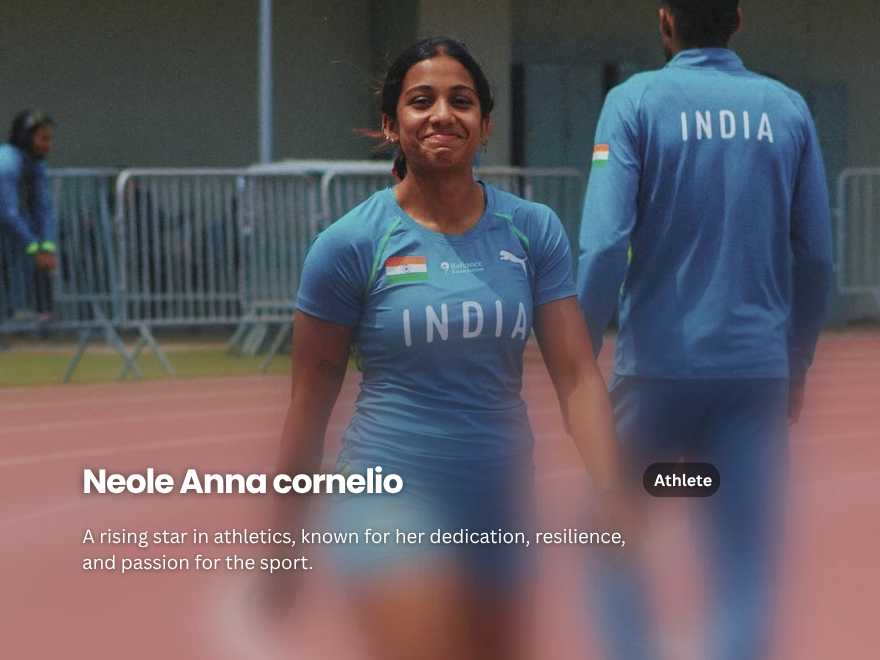 INDIA
Reliance
Foundation
INDIA
Neole Anna cornelio
Athlete
A rising star in athletics, known for her dedication, resilience,
and passion for the sport.